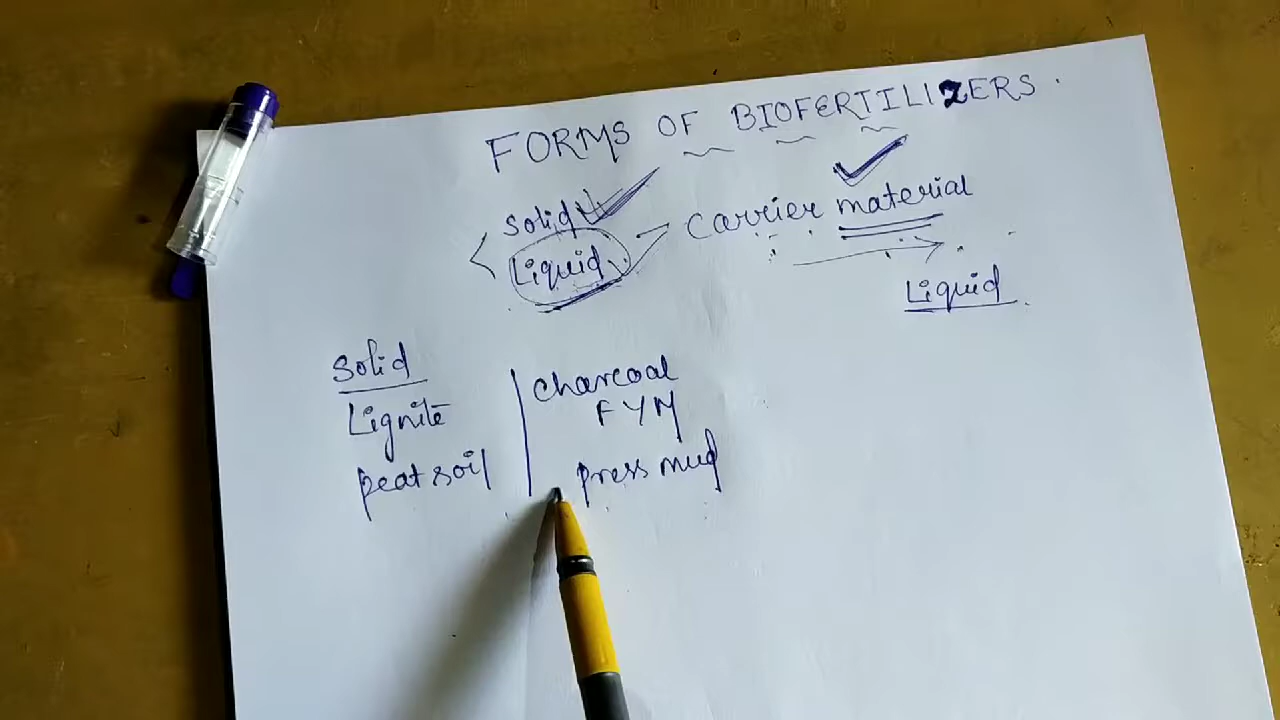 FORMS OF BIOFERTILIZERS.
Solid
Liquid
Carrier material
Liquid
Solid
Lignite
peat soil
Charcoal
FYM
press mud